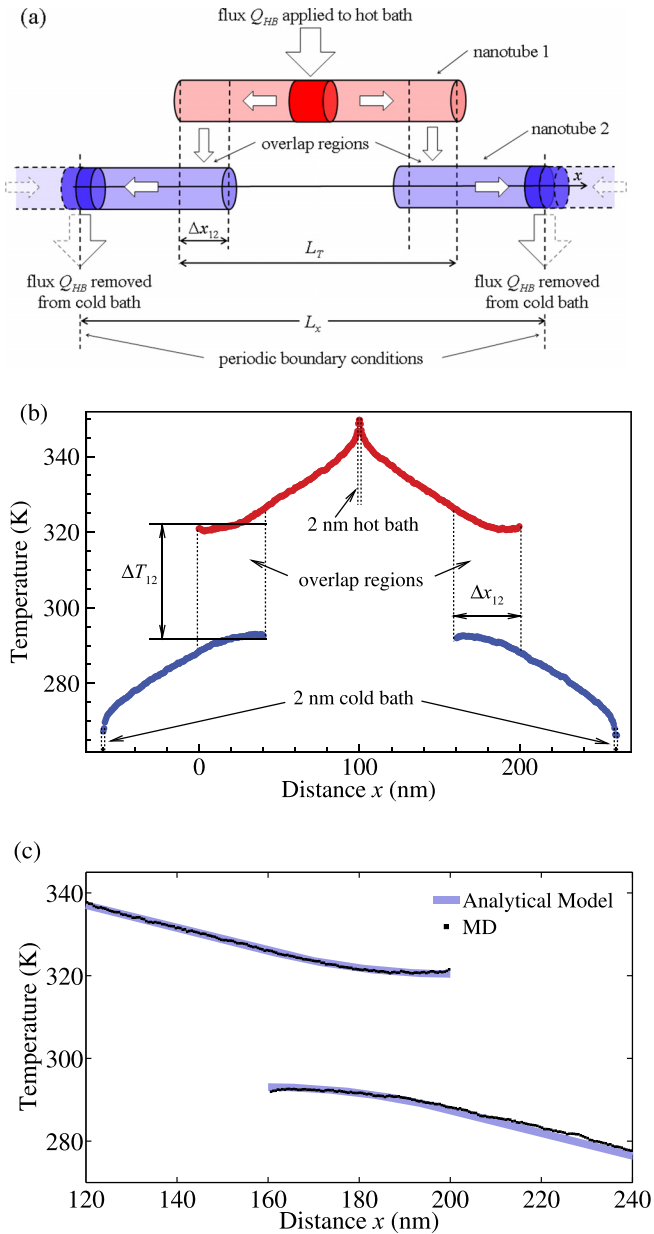 (a)
flux Q_HB applied to hot bath
nanotube 1
overlap regions
nanotube 2
x
Δx₁₂
L_T
flux Q_HB removed
from cold bath
flux Q_HB removed
from cold bath
L_x
periodic boundary conditions
(b)
340
320
300
280
Temperature (K)
2 nm hot bath
ΔT₁₂
overlap regions
Δx₁₂
2 nm cold bath
0
100
200
Distance x (nm)
(c)
340
320
300
280
Temperature (K)
Analytical Model
MD
120
140
160
180
200
220
240
Distance x (nm)